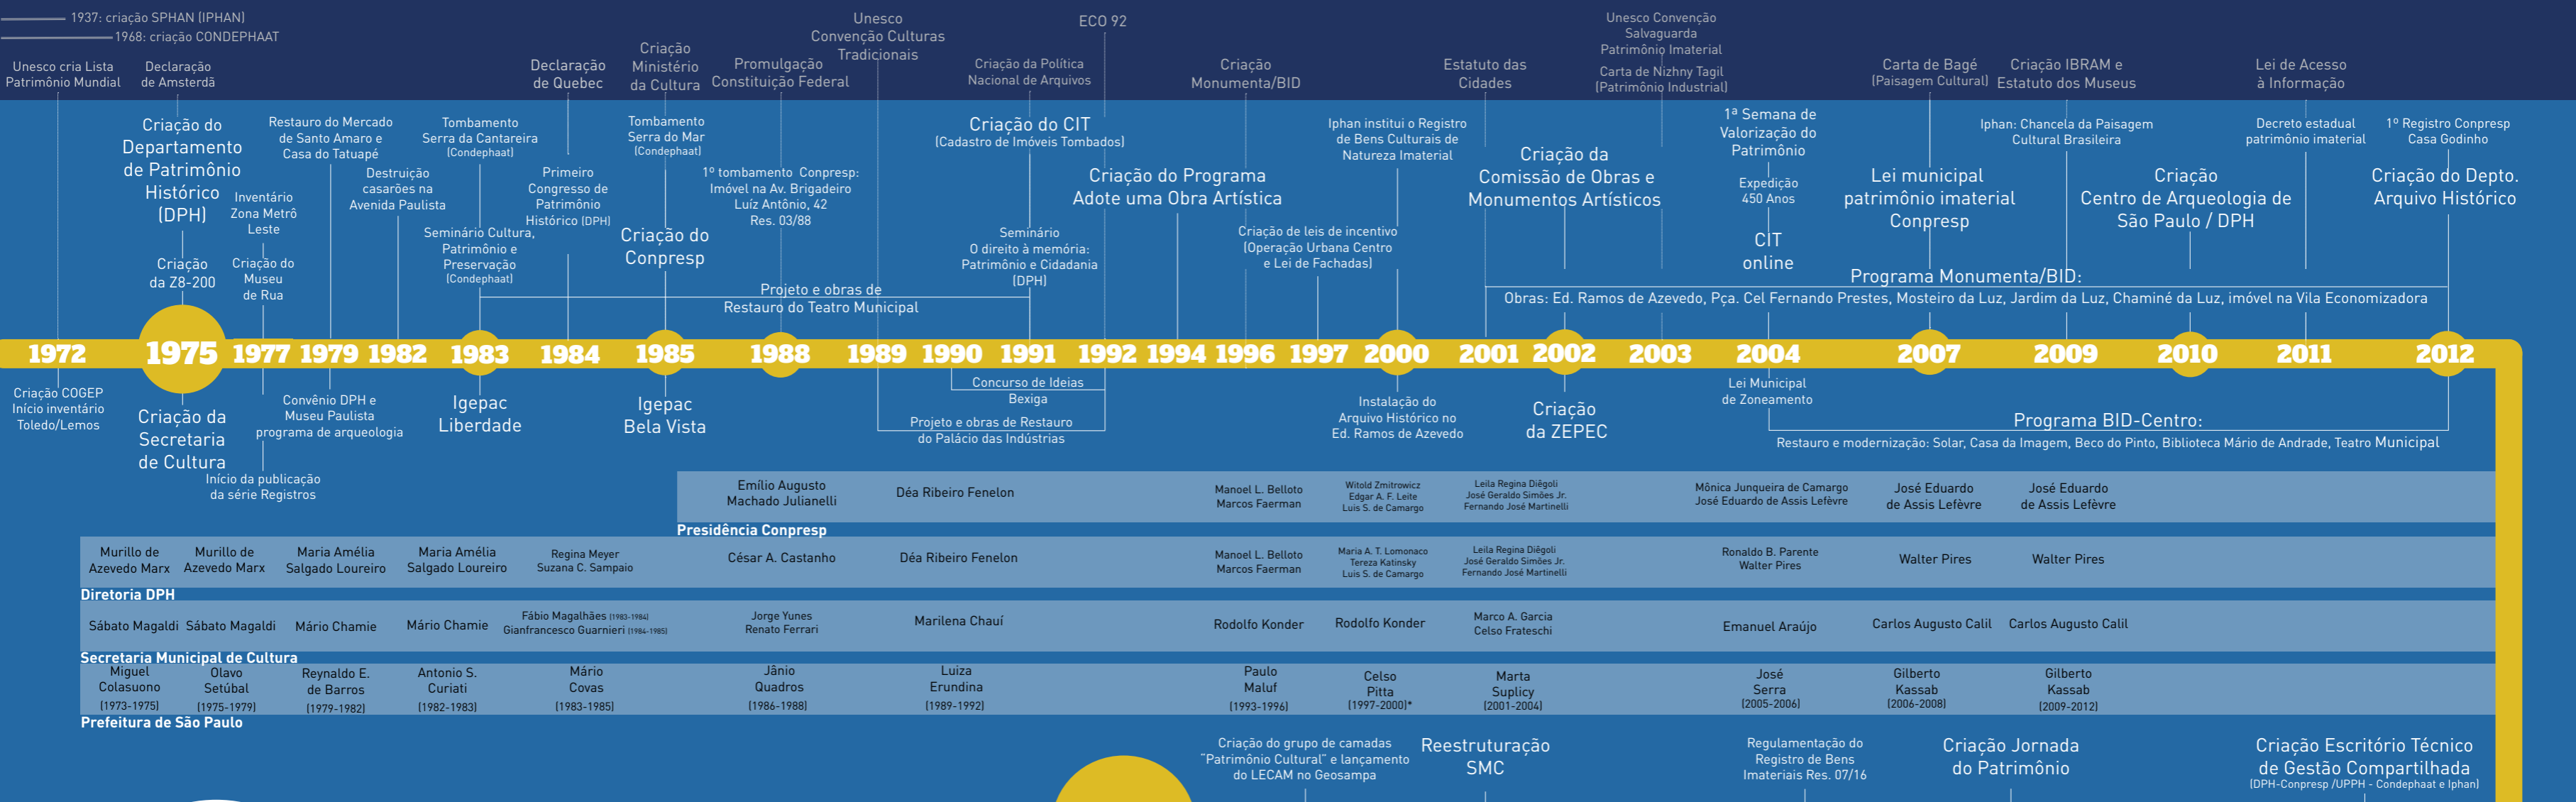 1937: criação SPHAN (IPHAN)
1968: criação CONDEPHAAT
Unesco cria Lista
Patrimônio Mundial
Declaração
de Amsterdã
Declaração
de Quebec
Criação
Ministério
da Cultura
Promulgação
Constituição Federal
Unesco
Convenção Culturas
Tradicionais
Criação da Política
Nacional de Arquivos
ECO 92
Criação
Monumenta/BID
Estatuto das
Cidades
Unesco Convenção
Salvaguarda
Patrimônio Imaterial
Carta de Nizhny Tagil
(Patrimônio Industrial)
Carta de Bagé
(Paisagem Cultural)
Criação IBRAM e
Estatuto dos Museus
Lei de Acesso
à Informação
Criação do
Departamento
de Patrimônio
Histórico
(DPH)
Criação
da Z8-200
Inventário
Zona Metrô
Leste
Criação do
Museu
de Rua
Restauro do Mercado
de Santo Amaro e
Casa do Tatuapé
Destruição
casarões na
Avenida Paulista
Tombamento
Serra da Cantareira
(Condephaat)
Seminário Cultura,
Patrimônio e
Preservação
(Condephaat)
Primeiro
Congresso de
Patrimônio
Histórico (DPH)
Tombamento
Serra do Mar
(Condephaat)
Criação do
Conpresp
1º tombamento Conpresp:
Imóvel na Av. Brigadeiro
Luíz Antônio, 42
Res. 03/88
Projeto e obras de
Restauro do Teatro Municipal
Criação do CIT
(Cadastro de Imóveis Tombados)
Seminário
O direito à memória:
Patrimônio e Cidadania
(DPH)
Criação do Programa
Adote uma Obra Artística
Criação de leis de incentivo
(Operação Urbana Centro
e Lei de Fachadas)
Iphan institui o Registro
de Bens Culturais de
Natureza Imaterial
Criação da
Comissão de Obras e
Monumentos Artísticos
1ª Semana de
Valorização do
Patrimônio
Expedição
450 Anos
CIT
online
Lei municipal
patrimônio imaterial
Conpresp
Iphan: Chancela da Paisagem
Cultural Brasileira
Criação
Centro de Arqueologia de
São Paulo / DPH
Decreto estadual
patrimônio imaterial
1º Registro Conpresp
Casa Godinho
Criação do Depto.
Arquivo Histórico
Programa Monumenta/BID:
Obras: Ed. Ramos de Azevedo, Pça. Cel Fernando Prestes, Mosteiro da Luz, Jardim da Luz, Chaminé da Luz, imóvel na Vila Economizadora
1972 1975 1977 1979 1982 1983 1984 1985 1988 1989 1990 1991 1992 1994 1996 1997 2000 2001 2002 2003 2004 2007 2009 2010 2011 2012
Criação COGEP
Início inventário
Toledo/Lemos
Criação da
Secretaria
de Cultura
Início da publicação
da série Registros
Convênio DPH e
Museu Paulista
programa de arqueologia
Igepac
Liberdade
Igepac
Bela Vista
Concurso de Ideias
Bexiga
Projeto e obras de Restauro
do Palácio das Indústrias
Instalação do
Arquivo Histórico no
Ed. Ramos de Azevedo
Criação
da ZEPEC
Lei Municipal
de Zoneamento
Programa BID-Centro:
Restauro e modernização: Solar, Casa da Imagem, Beco do Pinto, Biblioteca Mário de Andrade, Teatro Municipal
Emílio Augusto
Machado Julianelli
Déa Ribeiro Fenelon
Manoel L. Belloto
Marcos Faerman
Witold Zmitrowicz
Edgar A. F. Leite
Luis S. de Camargo
Leila Regina Diêgoli
José Geraldo Simões Jr.
Fernando José Martinelli
Mônica Junqueira de Camargo
José Eduardo de Assis Lefèvre
José Eduardo
de Assis Lefèvre
José Eduardo
de Assis Lefèvre
Presidência Conpresp
Murillo de
Azevedo Marx
Murillo de
Azevedo Marx
Maria Amélia
Salgado Loureiro
Maria Amélia
Salgado Loureiro
Regina Meyer
Suzana C. Sampaio
César A. Castanho
Déa Ribeiro Fenelon
Manoel L. Belloto
Marcos Faerman
Maria A. T. Lomonaco
Tereza Katinsky
Luis S. de Camargo
Leila Regina Diêgoli
José Geraldo Simões Jr.
Fernando José Martinelli
Ronaldo B. Parente
Walter Pires
Walter Pires
Walter Pires
Diretoria DPH
Sábato Magaldi
Sábato Magaldi
Mário Chamie
Mário Chamie
Fábio Magalhães (1983-1984)
Gianfrancesco Guarnieri (1984-1985)
Jorge Yunes
Renato Ferrari
Marilena Chauí
Rodolfo Konder
Rodolfo Konder
Marco A. Garcia
Celso Frateschi
Emanuel Araújo
Carlos Augusto Calil
Carlos Augusto Calil
Secretaria Municipal de Cultura
Miguel
Colasuono
(1973-1975)
Olavo
Setúbal
(1975-1979)
Reynaldo E.
de Barros
(1979-1982)
Antonio S.
Curiati
(1982-1983)
Mário
Covas
(1983-1985)
Jânio
Quadros
(1986-1988)
Luiza
Erundina
(1989-1992)
Paulo
Maluf
(1993-1996)
Celso
Pitta
(1997-2000)*
Marta
Suplicy
(2001-2004)
José
Serra
(2005-2006)
Gilberto
Kassab
(2006-2008)
Gilberto
Kassab
(2009-2012)
Prefeitura de São Paulo
Criação do grupo de camadas
"Patrimônio Cultural" e lançamento
do LECAM no Geosampa
Reestruturação
SMC
Regulamentação do
Registro de Bens
Imateriais Res. 07/16
Criação Jornada
do Patrimônio
Criação Escritório Técnico
de Gestão Compartilhada
(DPH-Conpresp /UPPH - Condephaat e Iphan)